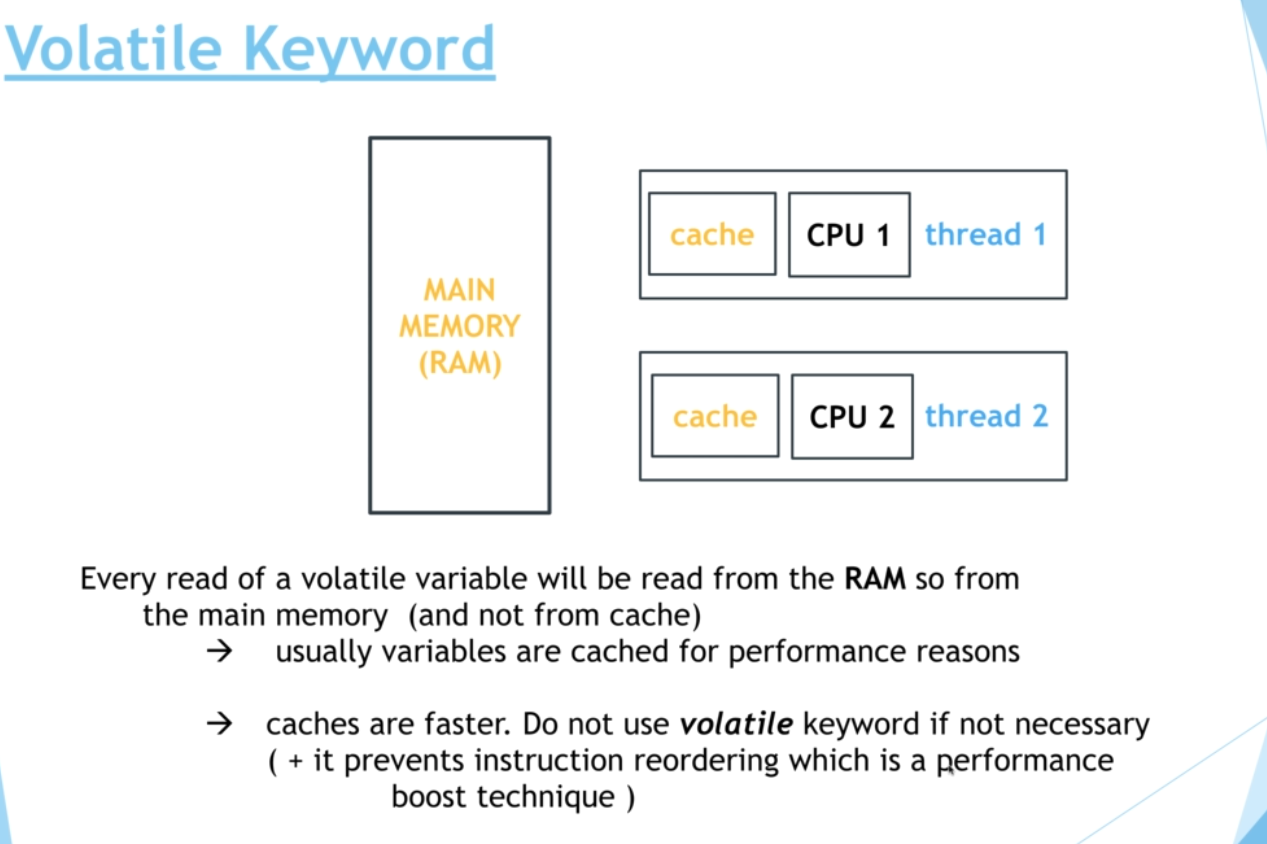 Volatile Keyword
MAIN
MEMORY
(RAM)
cache
CPU 1
thread 1
cache
CPU 2
thread 2
Every read of a volatile variable will be read from the RAM so from
the main memory (and not from cache)
→ usually variables are cached for performance reasons
→ caches are faster. Do not use volatile keyword if not necessary
( + it prevents instruction reordering which is a performance
boost technique )